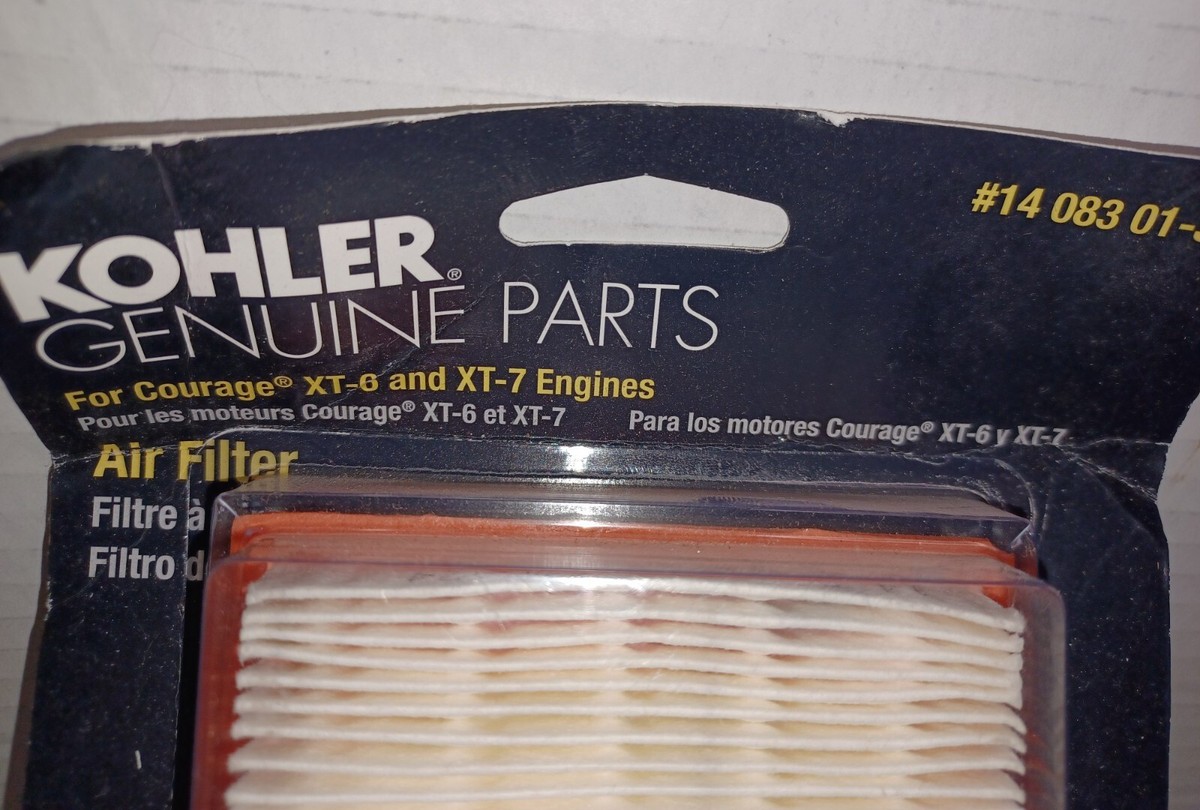 #14 083 01-
KOHLER®
GENUINE PARTS
For Courage® XT-6 and XT-7 Engines
Pour les moteurs Courage® XT-6 et XT-7
Para los motores Courage® XT-6 y XT-7
Air Filter
Filtre à
Filtro